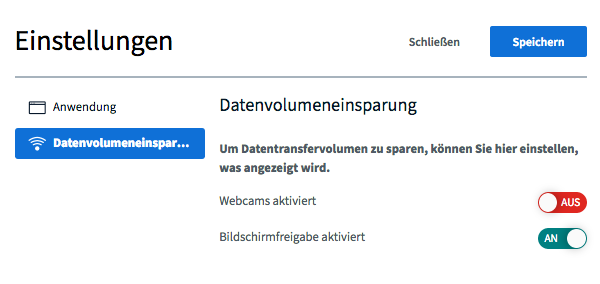 Einstellungen
Schließen
Speichern
Anwendung
Datenvolumeneinspar...
Datenvolumeneinsparung
Um Datentransfervolumen zu sparen, können Sie hier einstellen,
was angezeigt wird.
Webcams aktiviert
AUS
Bildschirmfreigabe aktiviert
AN